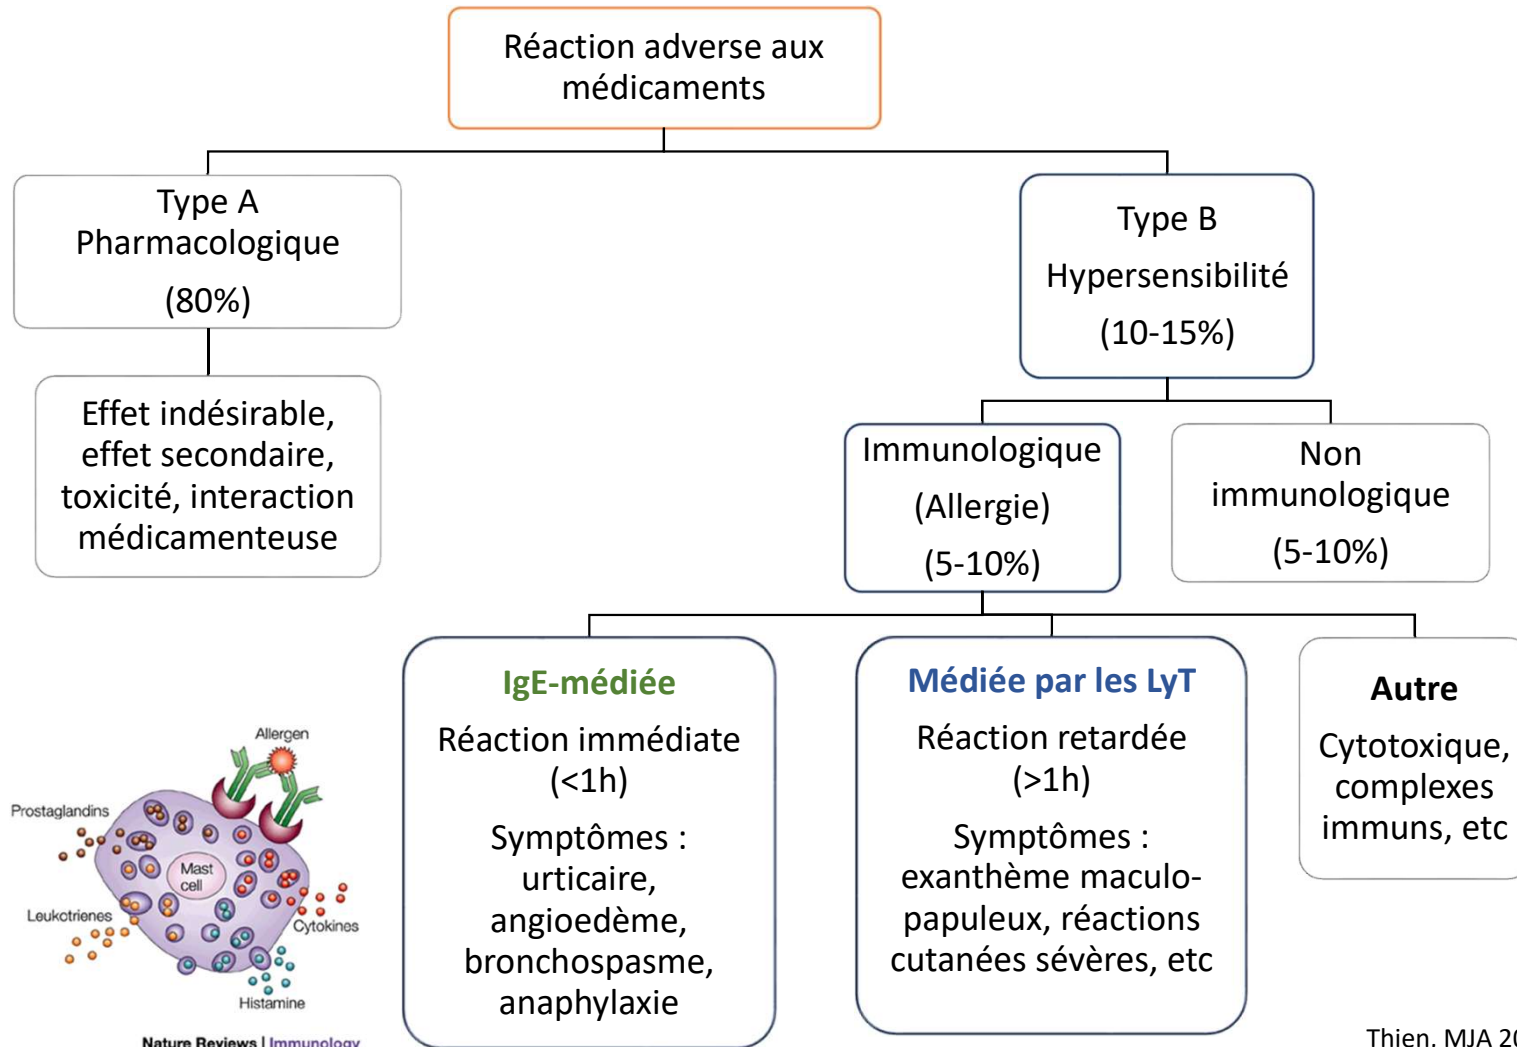 Réaction adverse aux
médicaments
Type A
Pharmacologique
(80%)
Type B
Hypersensibilité
(10-15%)
Effet indésirable,
effet secondaire,
toxicité, interaction
médicamenteuse
Immunologique
(Allergie)
(5-10%)
Non
immunologique
(5-10%)
IgE-médiée
Réaction immédiate
(<1h)
Symptômes :
urticaire,
angioedème,
bronchospasme,
anaphylaxie
Médiée par les LyT
Réaction retardée
(>1h)
Symptômes :
exanthème maculo-
papuleux, réactions
cutanées sévères, etc
Autre
Cytotoxique,
complexes
immuns, etc
Allergen
Prostaglandins
Mast
cell
Leukotrienes
Cytokines
Histamine
Nature Reviews | Immunology
Thien. MJA 20